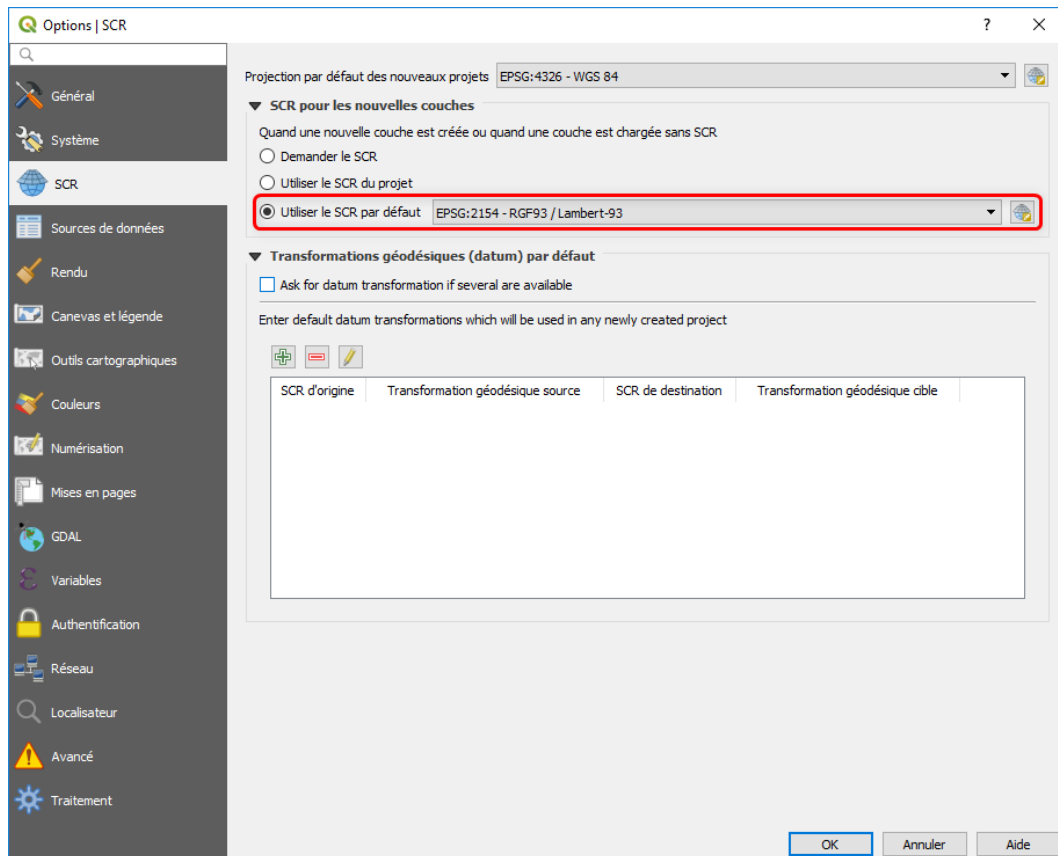 Options | SCR
?
Général
Système
SCR
Sources de données
Rendu
Canevas et légende
Outils cartographiques
Couleurs
Numérisation
Mises en pages
GDAL
Variables
Authentification
Réseau
Localisateur
Avancé
Traitement
Projection par défaut des nouveaux projets EPSG:4326 - WGS 84
SCR pour les nouvelles couches
Quand une nouvelle couche est créée ou quand une couche est chargée sans SCR
Demander le SCR
Utiliser le SCR du projet
Utiliser le SCR par défaut EPSG:2154 - RGF93 / Lambert-93
Transformations géodésiques (datum) par défaut
Ask for datum transformation if several are available
Enter default datum transformations which will be used in any newly created project
SCR d'origine Transformation géodésique source SCR de destination Transformation géodésique cible
OK Annuler Aide